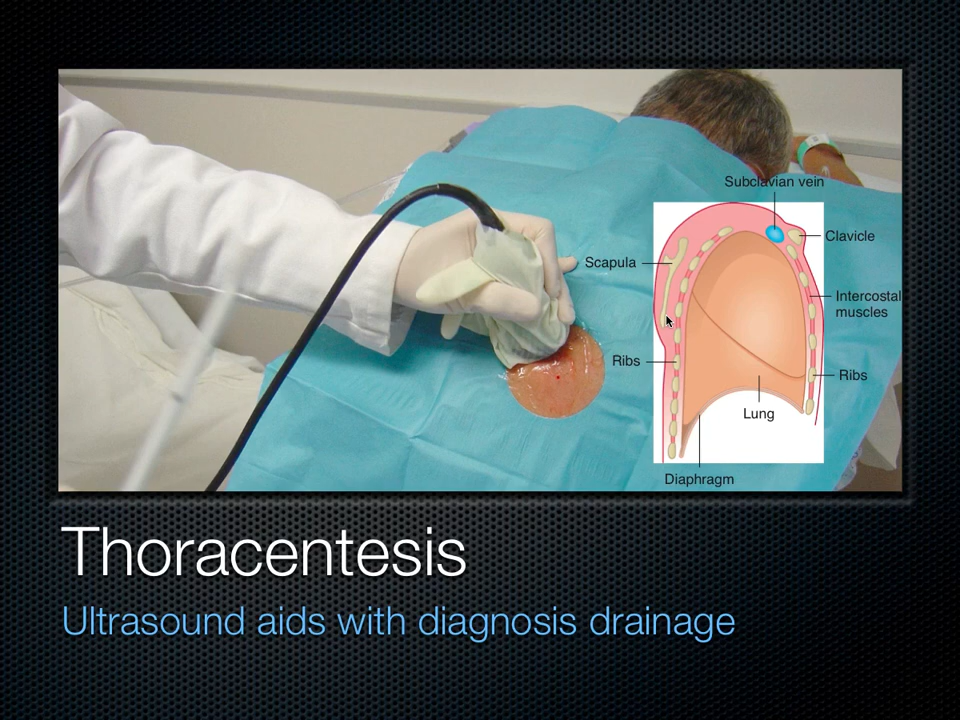 Subclavian vein
Clavicle
Scapula
Intercostal
muscles
Ribs
Ribs
Lung
Diaphragm
Thoracentesis
Ultrasound aids with diagnosis drainage